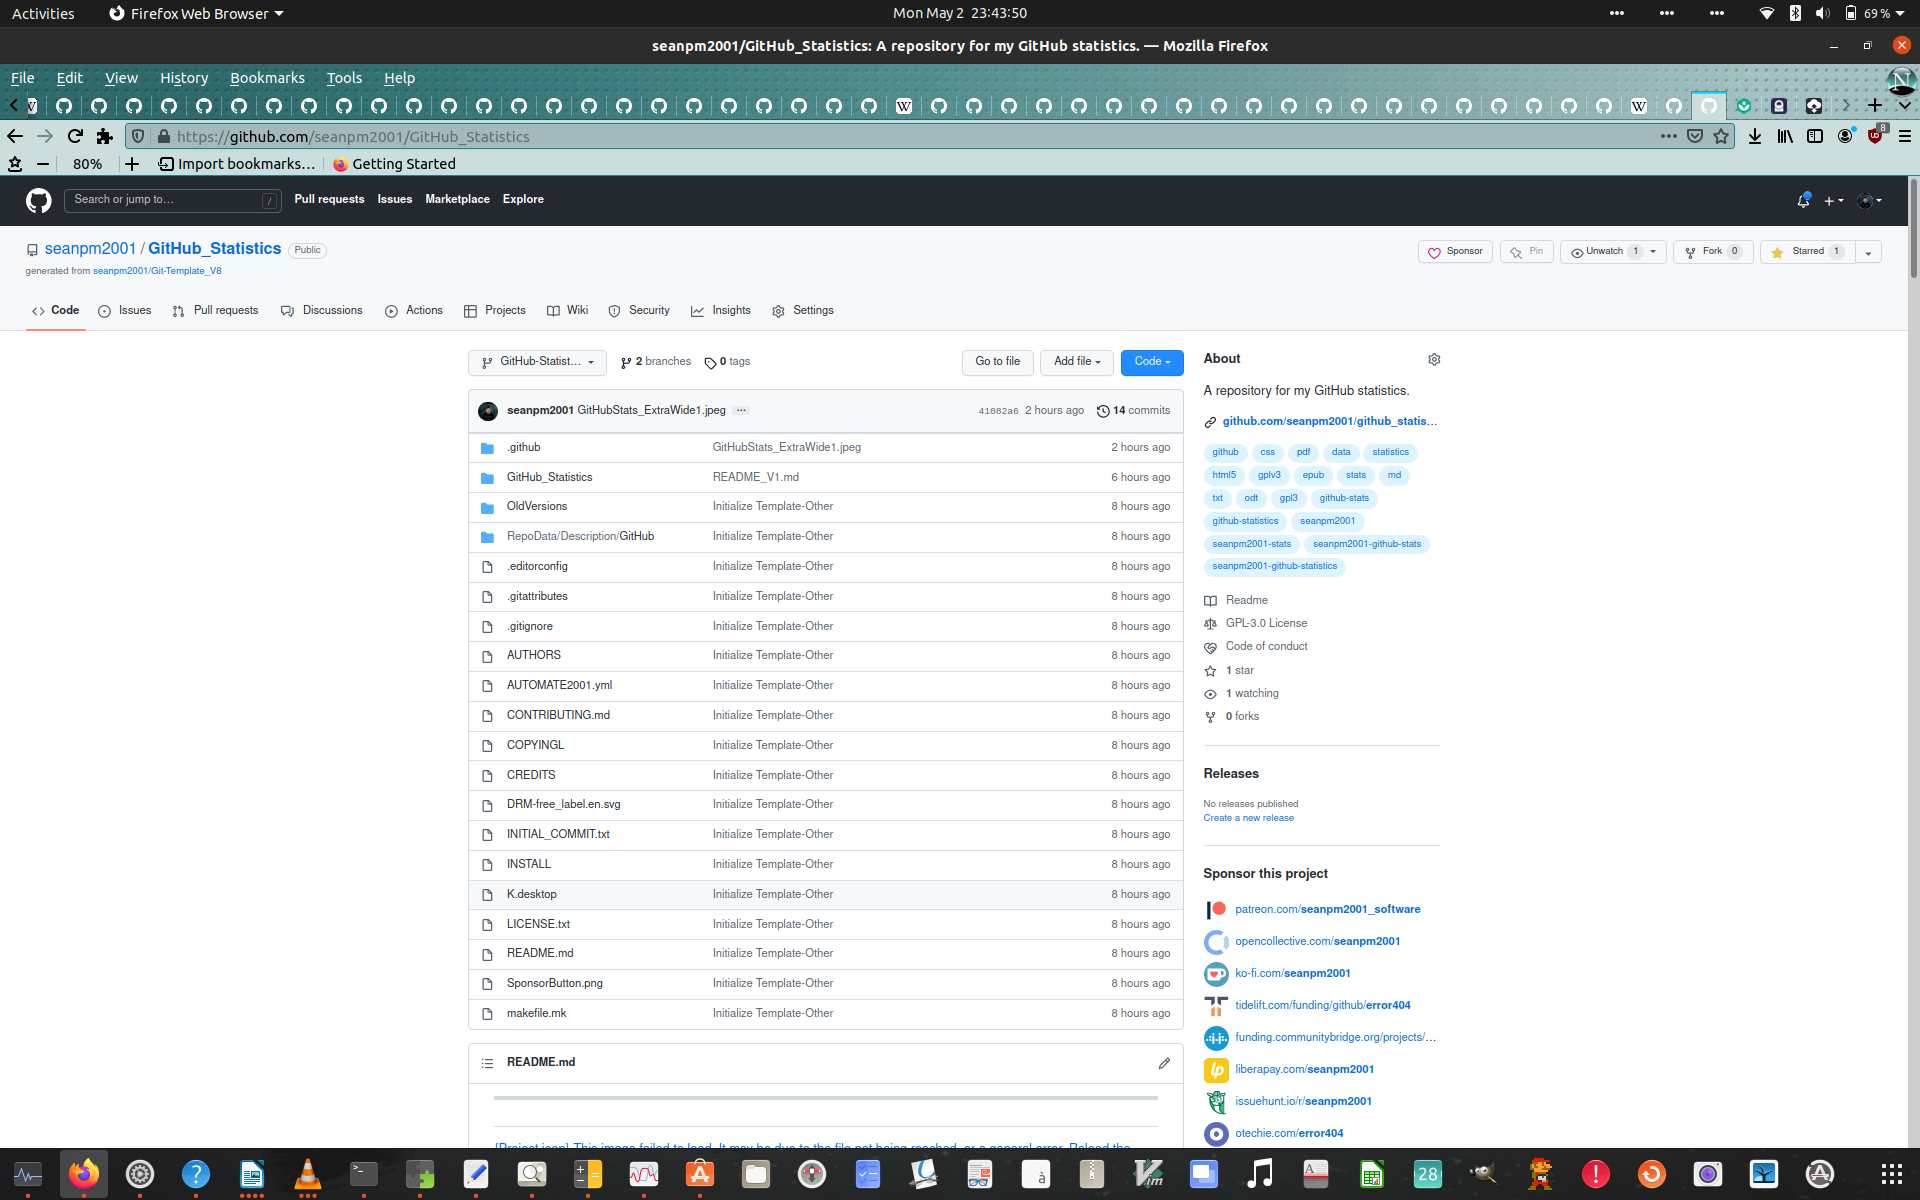 Activities Firefox Web Browser Mon May 2 23:43:50 69 %
seanpm2001/GitHub_Statistics: A repository for my GitHub statistics. — Mozilla Firefox
File Edit View History Bookmarks Tools Help
https://github.com/seanpm2001/GitHub_Statistics 8
80% Import bookmarks... Getting Started
Search or jump to... / Pull requests Issues Marketplace Explore
seanpm2001 / GitHub_Statistics Public
Sponsor Pin Unwatch 1 Fork 0 Starred 1
generated from seanpm2001/Git-Template_V8
Code Issues Pull requests Discussions Actions Projects Wiki Security Insights Settings
GitHub-Statist... 2 branches 0 tags Go to file Add file Code
seanpm2001 GitHubStats_ExtraWide1.jpeg ... 41082a6 2 hours ago 14 commits
.github GitHubStats_ExtraWide1.jpeg 2 hours ago
GitHub_Statistics README_V1.md 6 hours ago
OldVersions Initialize Template-Other 8 hours ago
RepoData/Description/GitHub Initialize Template-Other 8 hours ago
.editorconfig Initialize Template-Other 8 hours ago
.gitattributes Initialize Template-Other 8 hours ago
.gitignore Initialize Template-Other 8 hours ago
AUTHORS Initialize Template-Other 8 hours ago
AUTOMATE2001.yml Initialize Template-Other 8 hours ago
CONTRIBUTING.md Initialize Template-Other 8 hours ago
COPYINGL Initialize Template-Other 8 hours ago
CREDITS Initialize Template-Other 8 hours ago
DRM-free_label.en.svg Initialize Template-Other 8 hours ago
INITIAL_COMMIT.txt Initialize Template-Other 8 hours ago
INSTALL Initialize Template-Other 8 hours ago
K.desktop Initialize Template-Other 8 hours ago
LICENSE.txt Initialize Template-Other 8 hours ago
README.md Initialize Template-Other 8 hours ago
SponsorButton.png Initialize Template-Other 8 hours ago
makefile.mk Initialize Template-Other 8 hours ago
README.md
{Project icon} This image failed to load. It may be due to the file not being reached, or a general error. Reload the
About
A repository for my GitHub statistics.
github.com/seanpm2001/github_statis...
github css pdf data statistics
html5 gplv3 epub stats md
txt odt gpl3 github-stats
github-statistics seanpm2001
seanpm2001-stats seanpm2001-github-stats
seanpm2001-github-statistics
Readme
GPL-3.0 License
Code of conduct
1 star
1 watching
0 forks
Releases
No releases published
Create a new release
Sponsor this project
patreon.com/seanpm2001_software
opencollective.com/seanpm2001
ko-fi.com/seanpm2001
tidelift.com/funding/github/error404
funding.communitybridge.org/projects/...
liberapay.com/seanpm2001
issuehunt.io/r/seanpm2001
otechie.com/error404
28